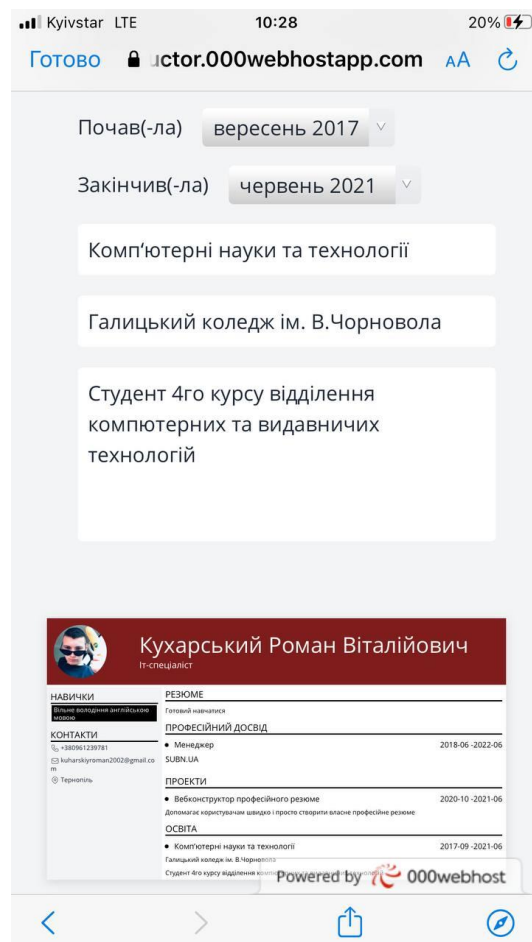 Kyivstar LTE 10:28 20%
Готово uctor.000webhostapp.com AA
Почав(-ла) вересень 2017
Закінчив(-ла) червень 2021
Комп‘ютерні науки та технології
Галицький коледж ім. В.Чорновола
Студент 4го курсу відділення
компютерних та видавничих
технологій
Кухарський Роман Віталійович
Іт-спеціаліст
НАВИЧКИ
Вільне володіння англійською
мовою
КОНТАКТИ
+380961239781
kuharskiyroman2002@gmail.co
m
Тернопіль
РЕЗЮМЕ
Готовий навчатися
ПРОФЕСІЙНИЙ ДОСВІД
Менеджер 2018-06 -2022-06
SUBN.UA
ПРОЕКТИ
Вебконструктор професійного резюме 2020-10 -2021-06
Допомагає користувачам швидко і просто створити власне професійне резюме
ОСВІТА
Комп‘ютерні науки та технології 2017-09 -2021-06
Галицький коледж ім. В.Чорновола
Студент 4го курсу відділення
Powered by 000webhost